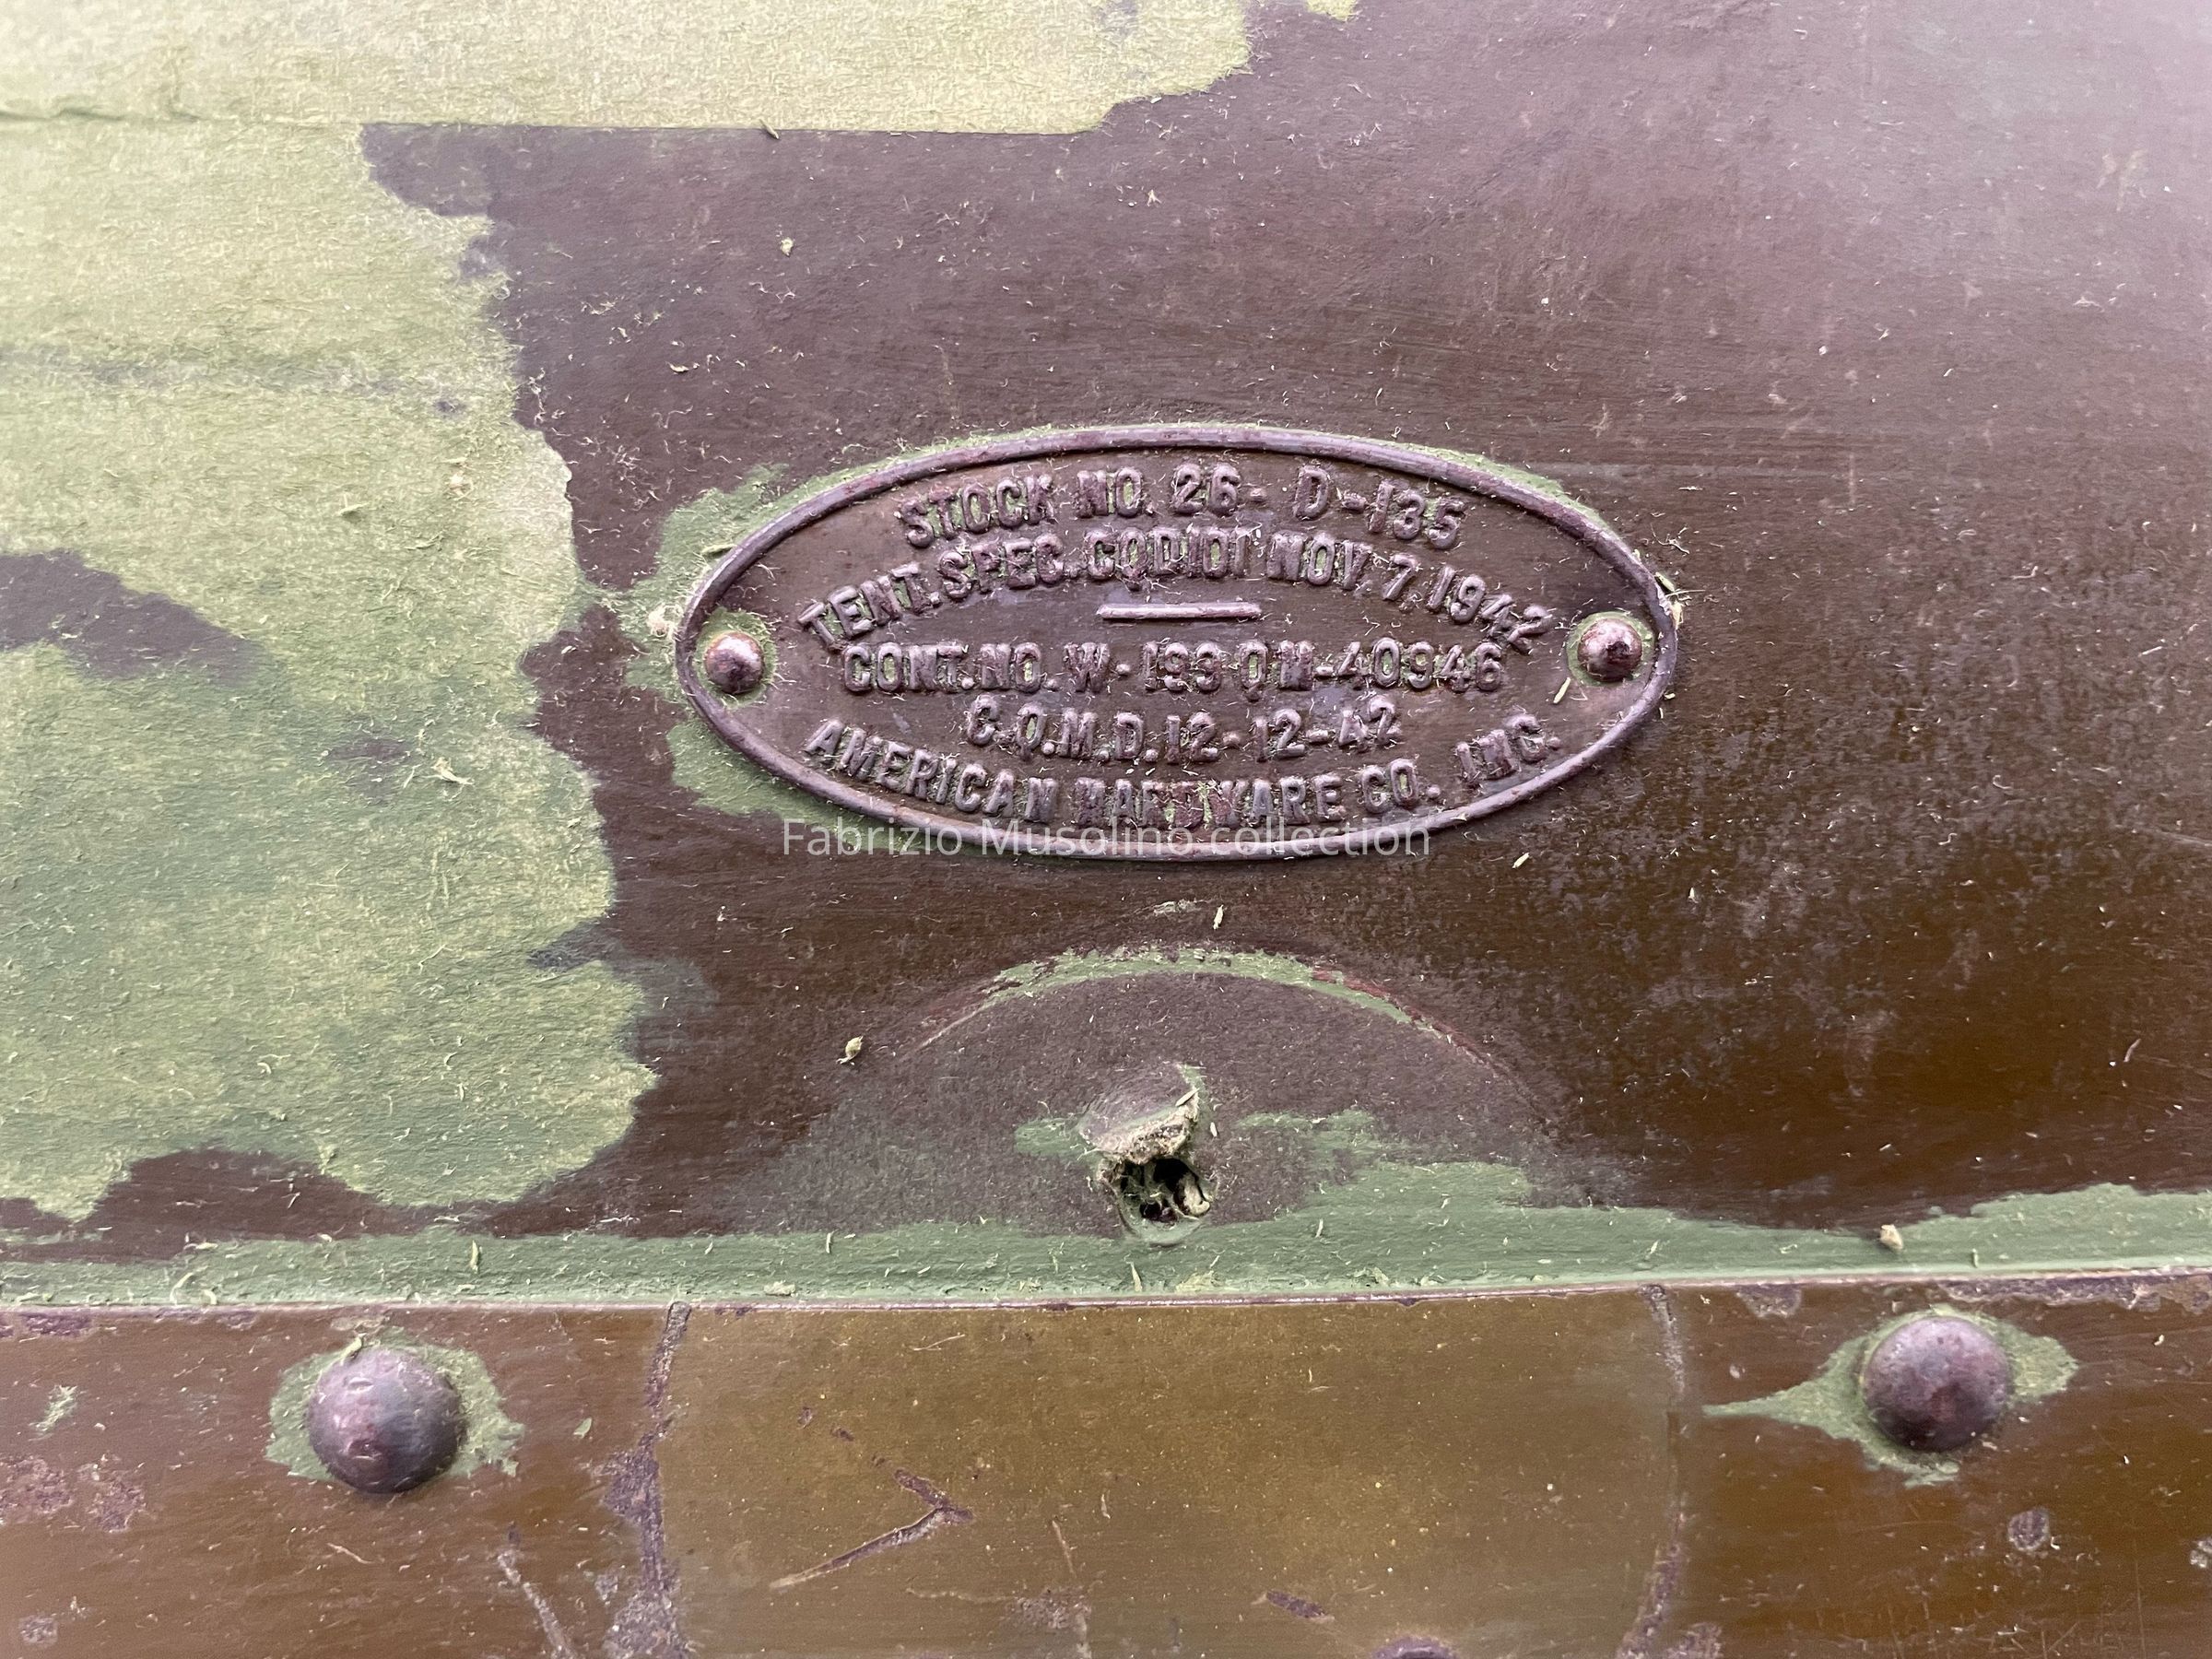 STOCK NO. 26- D-135
TENT. SPEC. CQD101 NOV. 7, 1942
CONT. NO. W- 199 QM-40946
C.Q.M.D. 12-12-42
AMERICAN HARDWARE CO. INC.
Fabrizio Musolino collection